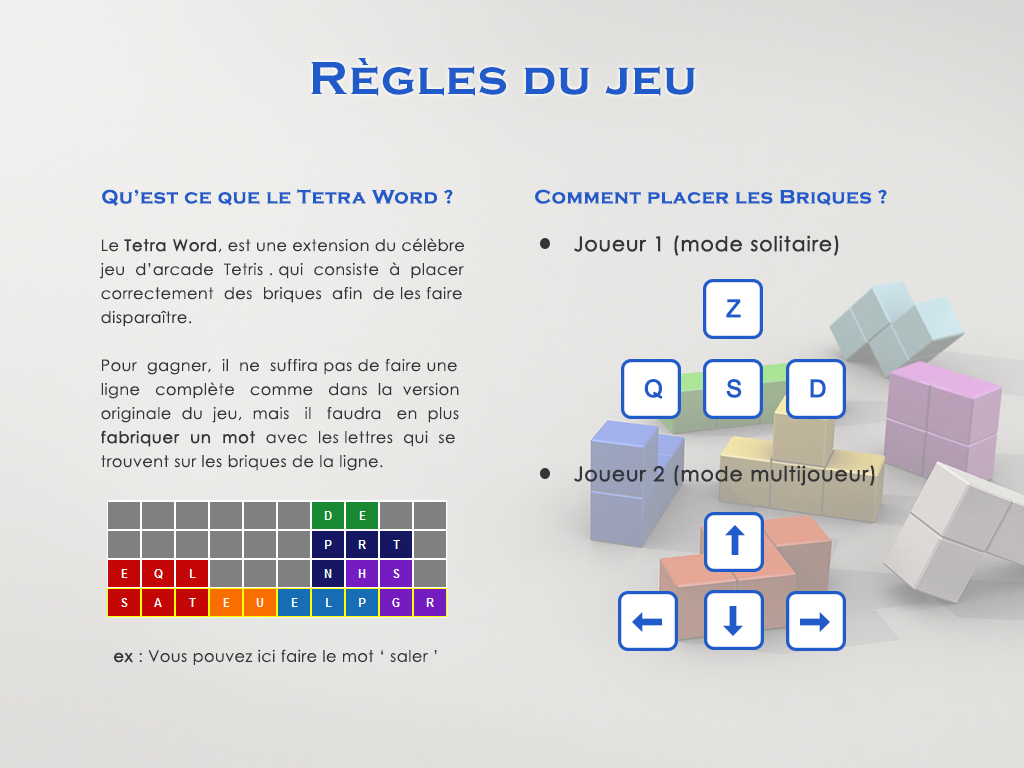 Règles du jeu
Qu'est ce que le Tetra Word ?
Le Tetra Word, est une extension du célèbre
jeu d'arcade Tetris . qui consiste à placer
correctement des briques afin de les faire
disparaître.
Pour gagner, il ne suffira pas de faire une
ligne complète comme dans la version
originale du jeu, mais il faudra en plus
fabriquer un mot avec les lettres qui se
trouvent sur les briques de la ligne.
D E
P R T
E Q L N H S
S A T E U E L P G R
ex : Vous pouvez ici faire le mot ‘ saler ’
Comment placer les Briques ?
• Joueur 1 (mode solitaire)
Z
Q S D
• Joueur 2 (mode multijoueur)
↑
← ↓ →